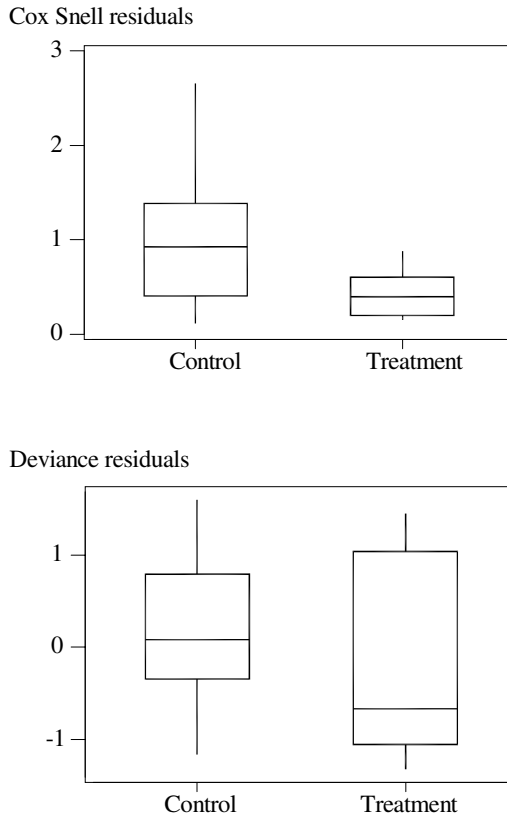 Cox Snell residuals
3
2
1
0
Control Treatment
Deviance residuals
1
0
-1
Control Treatment